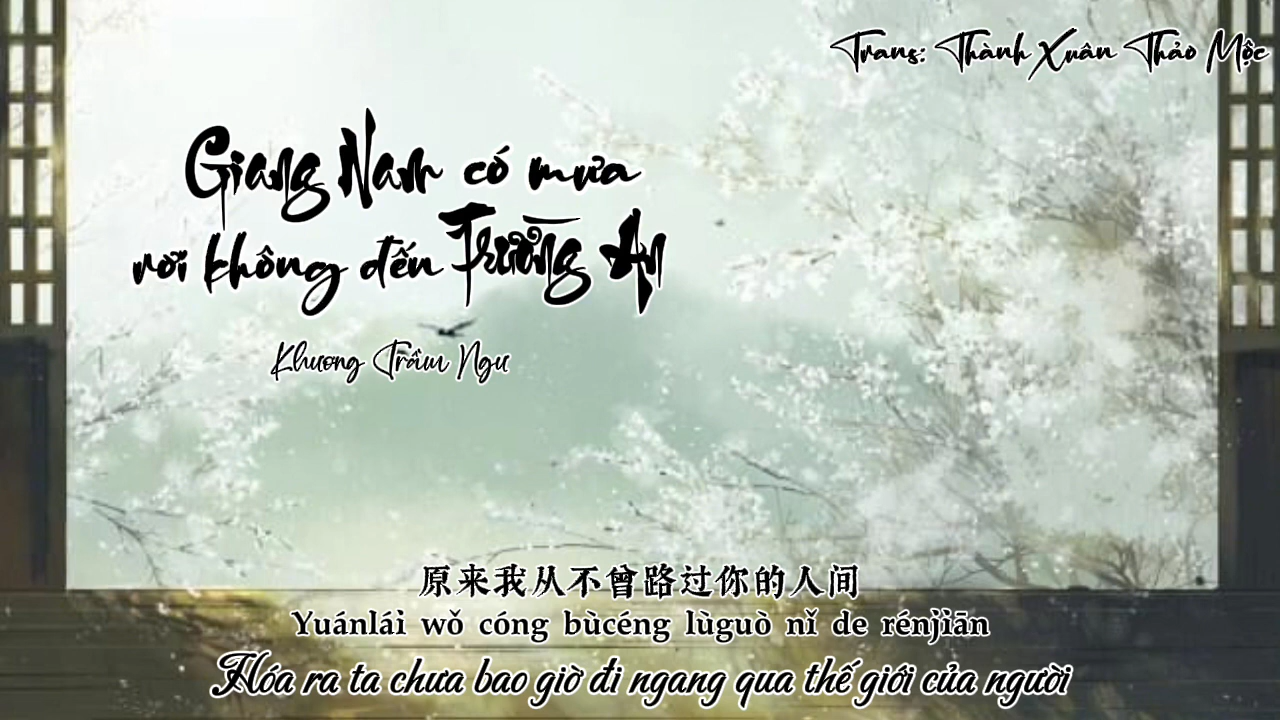 Trans: Thành Xuân Thảo Mộc
Giang Nam có mưa
rơi không đến Trường An
Khương Trầm Ngư
原来我从不曾路过你的人间
Yuánlái wǒ cóng bùcéng lùguò nǐ de rénjiān
Hóa ra ta chưa bao giờ đi ngang qua thế giới của người